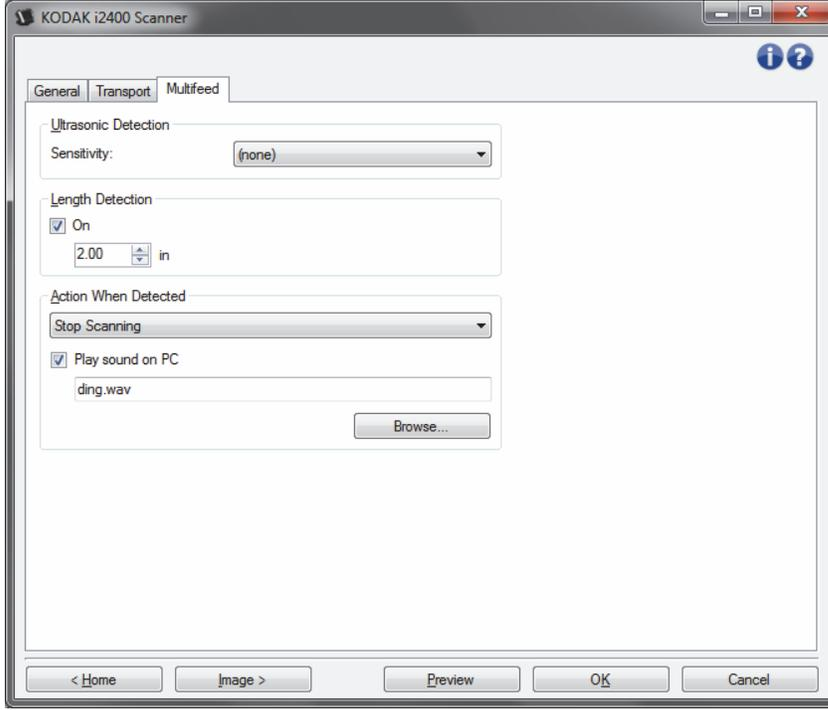 KODAK i2400 Scanner
General Transport Multifeed
Ultrasonic Detection
Sensitivity: (none)
Length Detection
On
2.00 in
Action When Detected
Stop Scanning
Play sound on PC
ding.wav
Browse...
< Home Image > Preview OK Cancel